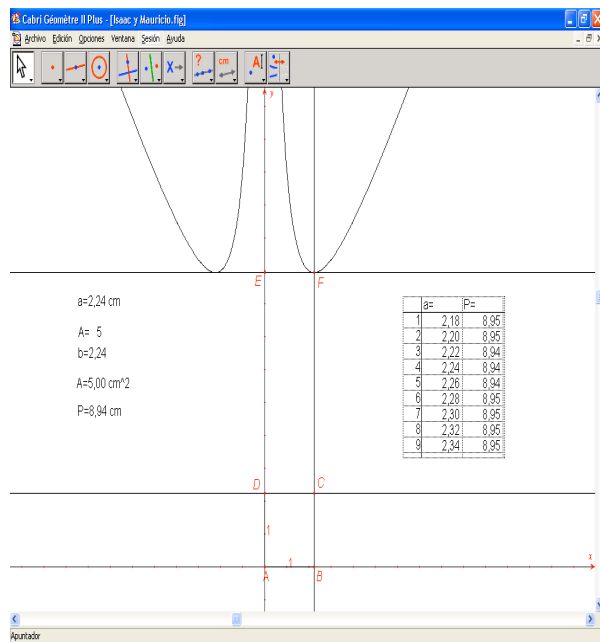 Cabri Géomètre II Plus - [Isaac y Mauricio.fig]
Archivo Edición Opciones Ventana Sesión Ayuda
? cm A
y
E F
a=2,24 cm
A= 5
b=2,24
A=5,00 cm^2
P=8,94 cm
a= P=
1 2,18 8,95
2 2,20 8,95
3 2,22 8,94
4 2,24 8,94
5 2,26 8,94
6 2,28 8,95
7 2,30 8,95
8 2,32 8,95
9 2,34 8,95
D C
1
x
1
A B
Apuntador